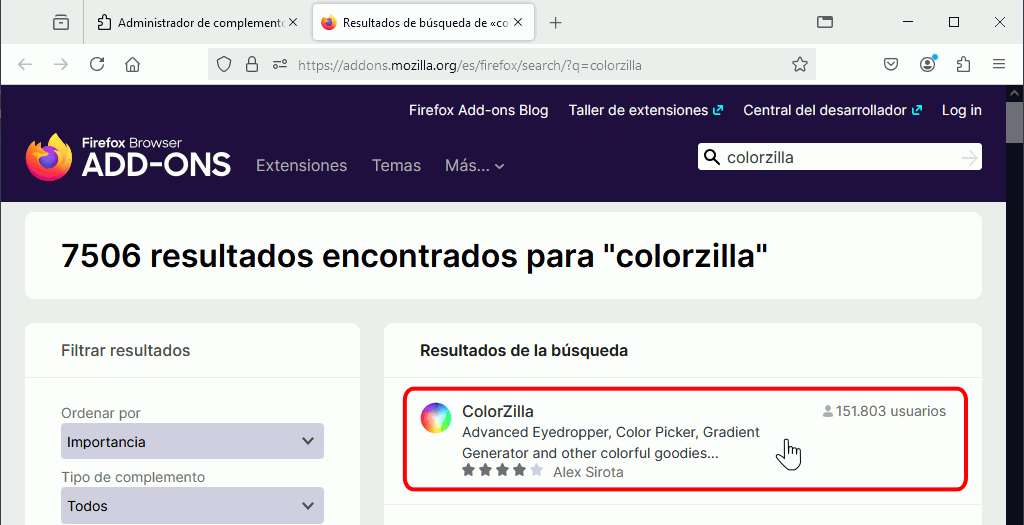 Administrador de complemento
Resultados de búsqueda de «co
https://addons.mozilla.org/es/firefox/search/?q=colorzilla
Firefox Add-ons Blog
Taller de extensiones
Central del desarrollador
Log in
Firefox Browser
ADD-ONS
Extensiones
Temas
Más...
colorzilla
7506 resultados encontrados para "colorzilla"
Filtrar resultados
Ordenar por
Importancia
Tipo de complemento
Todos
Resultados de la búsqueda
ColorZilla
151.803 usuarios
Advanced Eyedropper, Color Picker, Gradient
Generator and other colorful goodies...
Alex Sirota